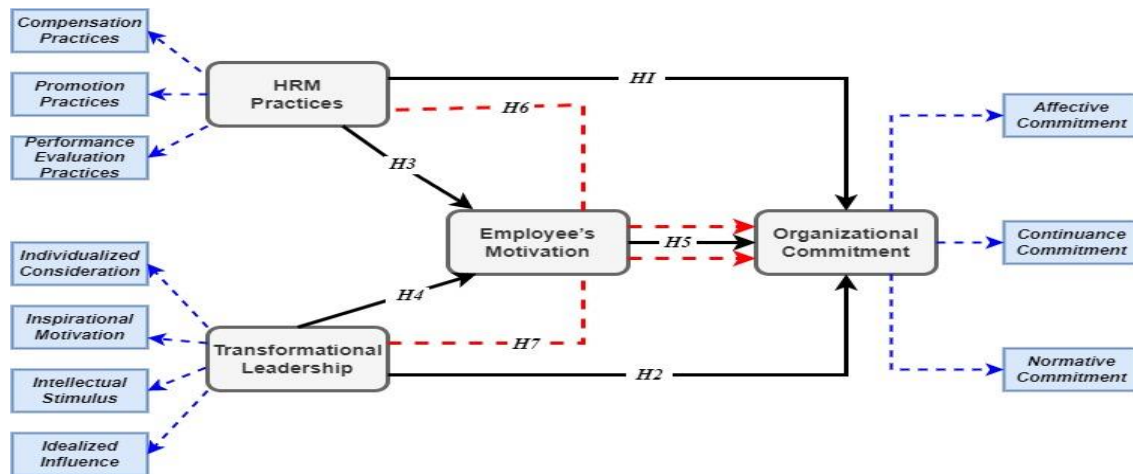 Compensation
Practices
Promotion
Practices
Performance
Evaluation
Practices
HRM
Practices
H1
H6
H3
Affective
Commitment
Employee's
Motivation
H5
Organizational
Commitment
Continuance
Commitment
Individualized
Consideration
Inspirational
Motivation
Intellectual
Stimulus
Idealized
Influence
H4
Transformational
Leadership
H7
H2
Normative
Commitment